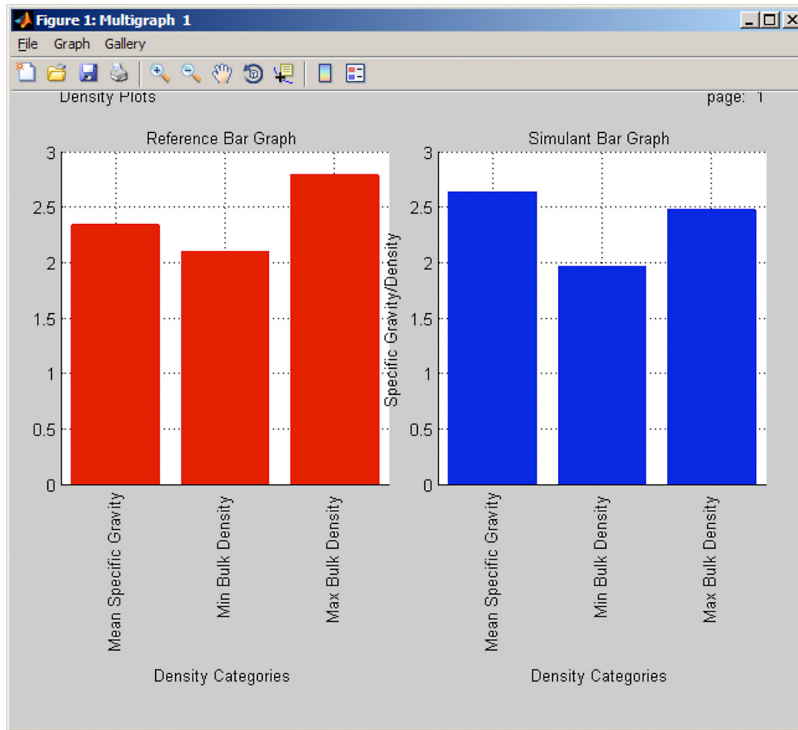 Figure 1: Multigraph 1
File Graph Gallery
Density Plots page: 1
Reference Bar Graph
3
2.5
2
1.5
1
0.5
0
Mean Specific Gravity
Min Bulk Density
Max Bulk Density
Density Categories
Simulant Bar Graph
Specific Gravity/Density
3
2.5
2
1.5
1
0.5
0
Mean Specific Gravity
Min Bulk Density
Max Bulk Density
Density Categories